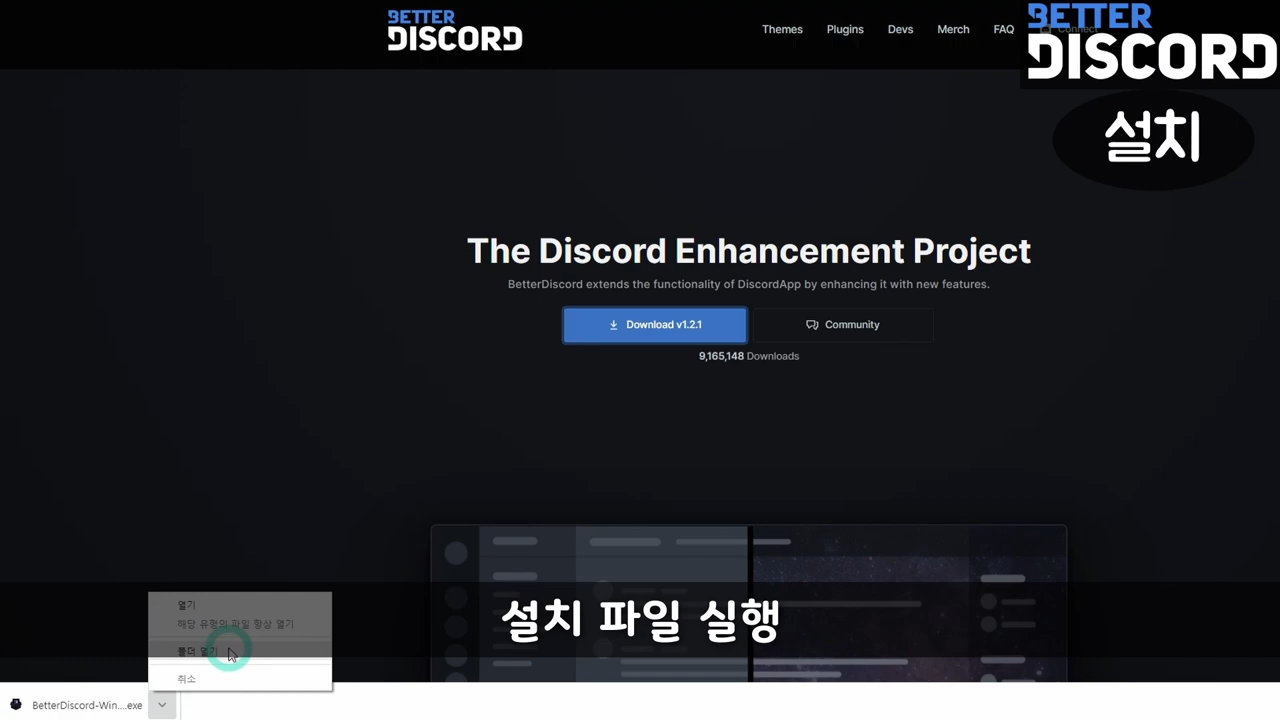 BETTER
DISCORD
Themes
Plugins
Devs
Merch
FAQ
Connect
BETTER
DISCORD
설치
The Discord Enhancement Project
BetterDiscord extends the functionality of DiscordApp by enhancing it with new features.
Download v1.2.1
Community
9,165,148 Downloads
설치 파일 실행
열기
해당 유형의 파일 항상 열기
폴더 열기
취소
BetterDiscord-Win....exe